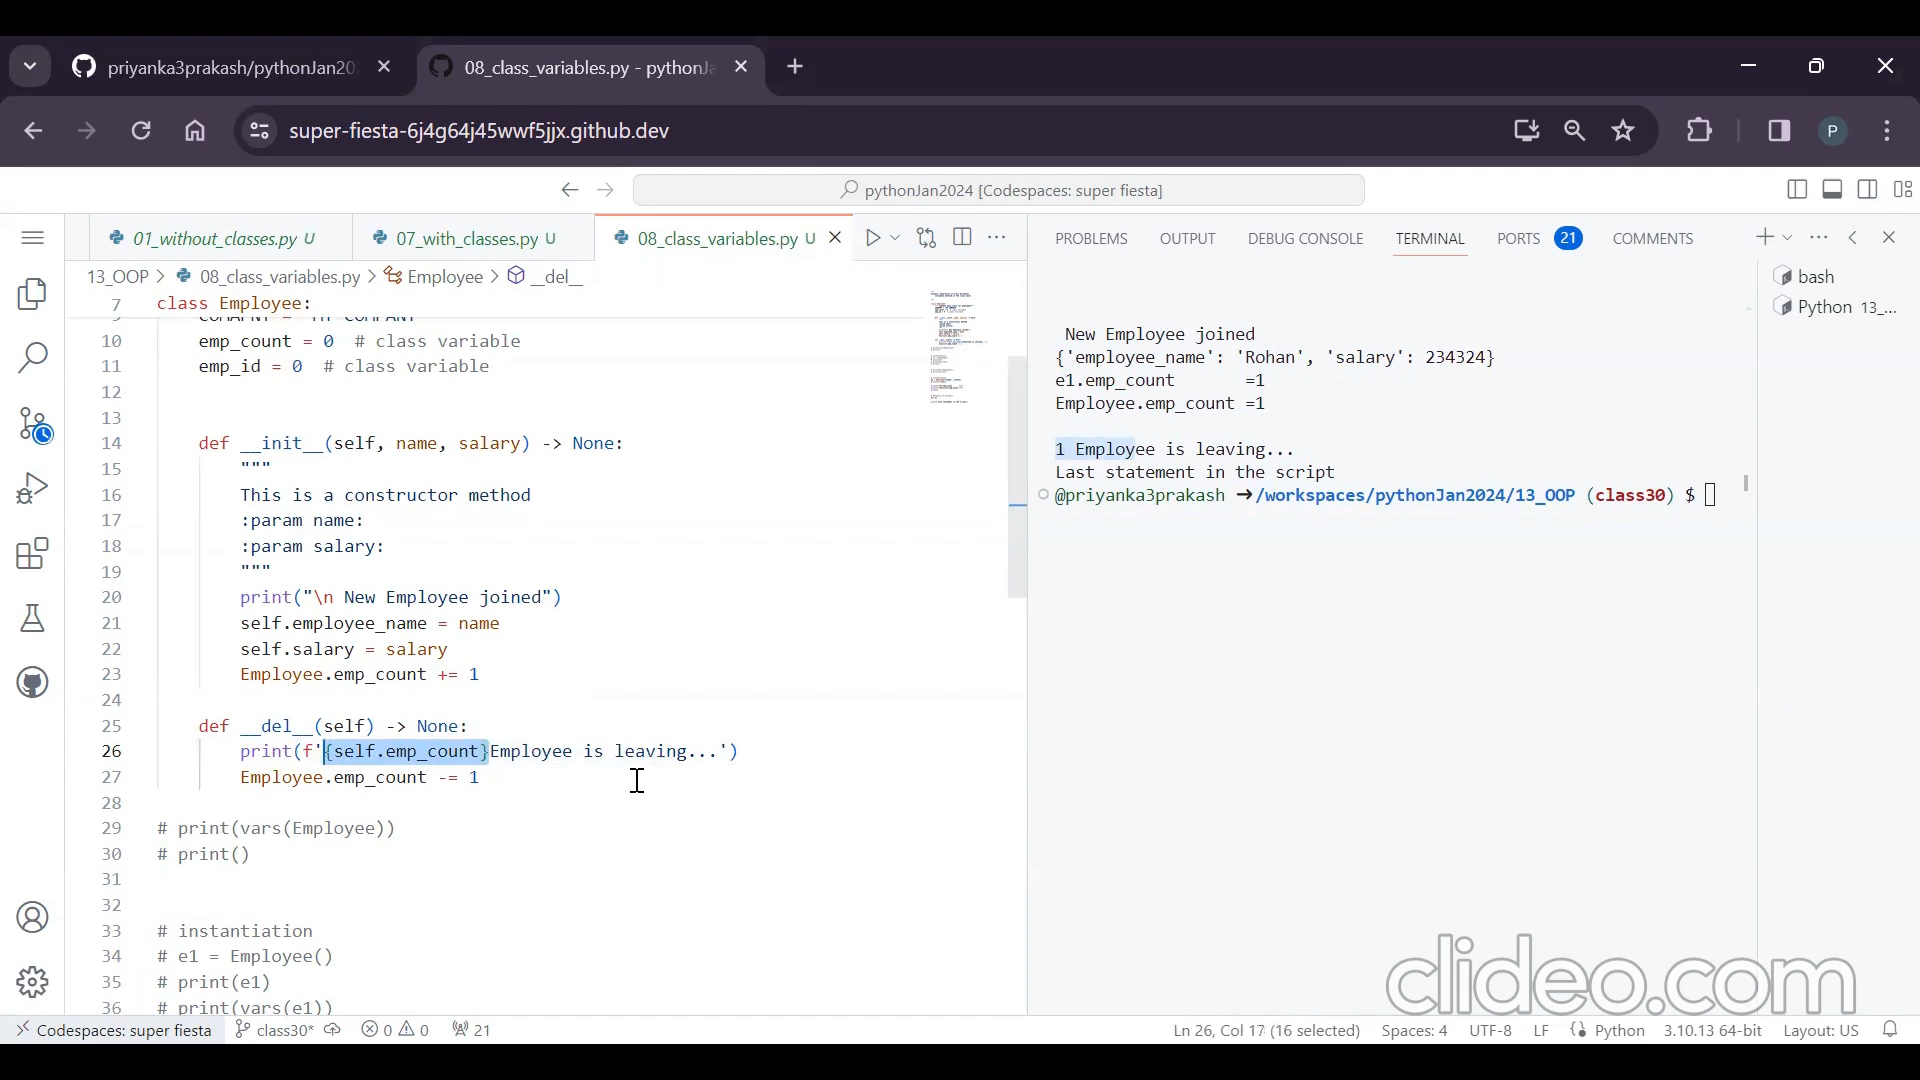 priyanka3prakash/pythonJan20
08_class_variables.py - pythonJa
super-fiesta-6j4g64j45wwf5jjx.github.dev
P
pythonJan2024 [Codespaces: super fiesta]
01_without_classes.py U
07_with_classes.py U
08_class_variables.py U
PROBLEMS
OUTPUT
DEBUG CONSOLE
TERMINAL
PORTS
21
COMMENTS
13_OOP > 08_class_variables.py > Employee > __del__
7 class Employee:
10 emp_count = 0 # class variable
11 emp_id = 0 # class variable
12
13
14 def __init__(self, name, salary) -> None:
15 """
16 This is a constructor method
17 :param name:
18 :param salary:
19 """
20 print("\n New Employee joined")
21 self.employee_name = name
22 self.salary = salary
23 Employee.emp_count += 1
24
25 def __del__(self) -> None:
26 print(f'{self.emp_count}Employee is leaving...')
27 Employee.emp_count -= 1
28
29 # print(vars(Employee))
30 # print()
31
32
33 # instantiation
34 # e1 = Employee()
35 # print(e1)
36 # print(vars(e1))
New Employee joined
{'employee_name': 'Rohan', 'salary': 234324}
e1.emp_count =1
Employee.emp_count =1
1 Employee is leaving...
Last statement in the script
@priyanka3prakash →/workspaces/pythonJan2024/13_OOP (class30) $
bash
Python 13_...
clideo.com
Codespaces: super fiesta
class30*
0
0
21
Ln 26, Col 17 (16 selected)
Spaces: 4
UTF-8
LF
Python
3.10.13 64-bit
Layout: US